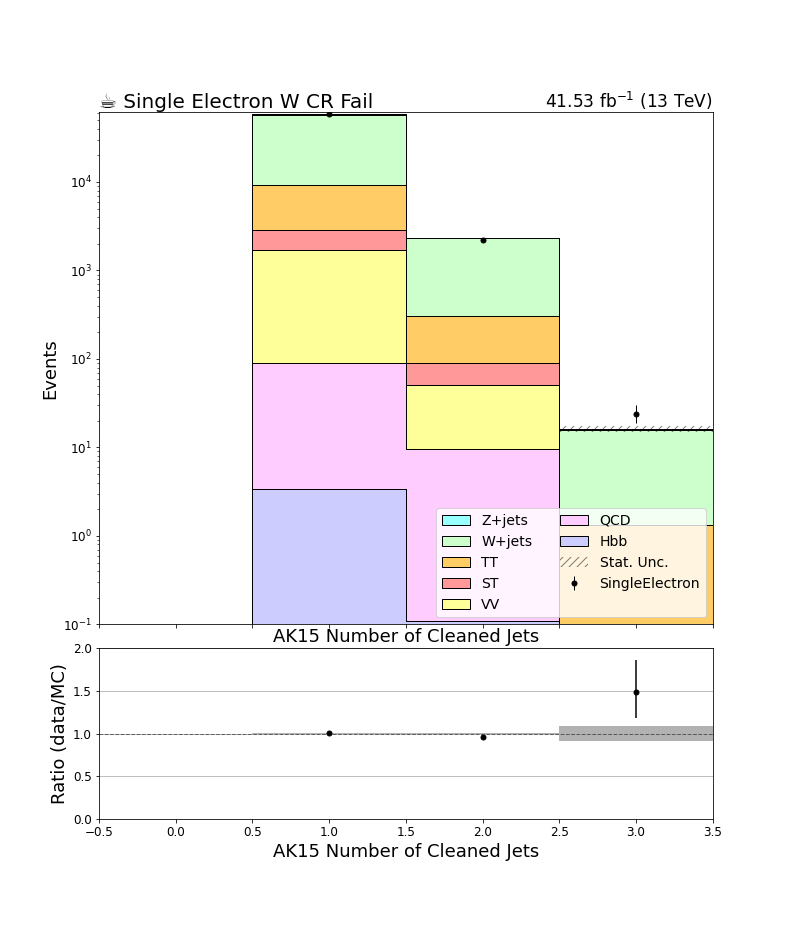 ☕ Single Electron W CR Fail
41.53 fb⁻¹ (13 TeV)
Events
10⁴
10³
10²
10¹
10⁰
10⁻¹
Z+jets
W+jets
TT
ST
VV
QCD
Hbb
Stat. Unc.
SingleElectron
AK15 Number of Cleaned Jets
Ratio (data/MC)
2.0
1.5
1.0
0.5
0.0
−0.5 0.0 0.5 1.0 1.5 2.0 2.5 3.0 3.5
AK15 Number of Cleaned Jets